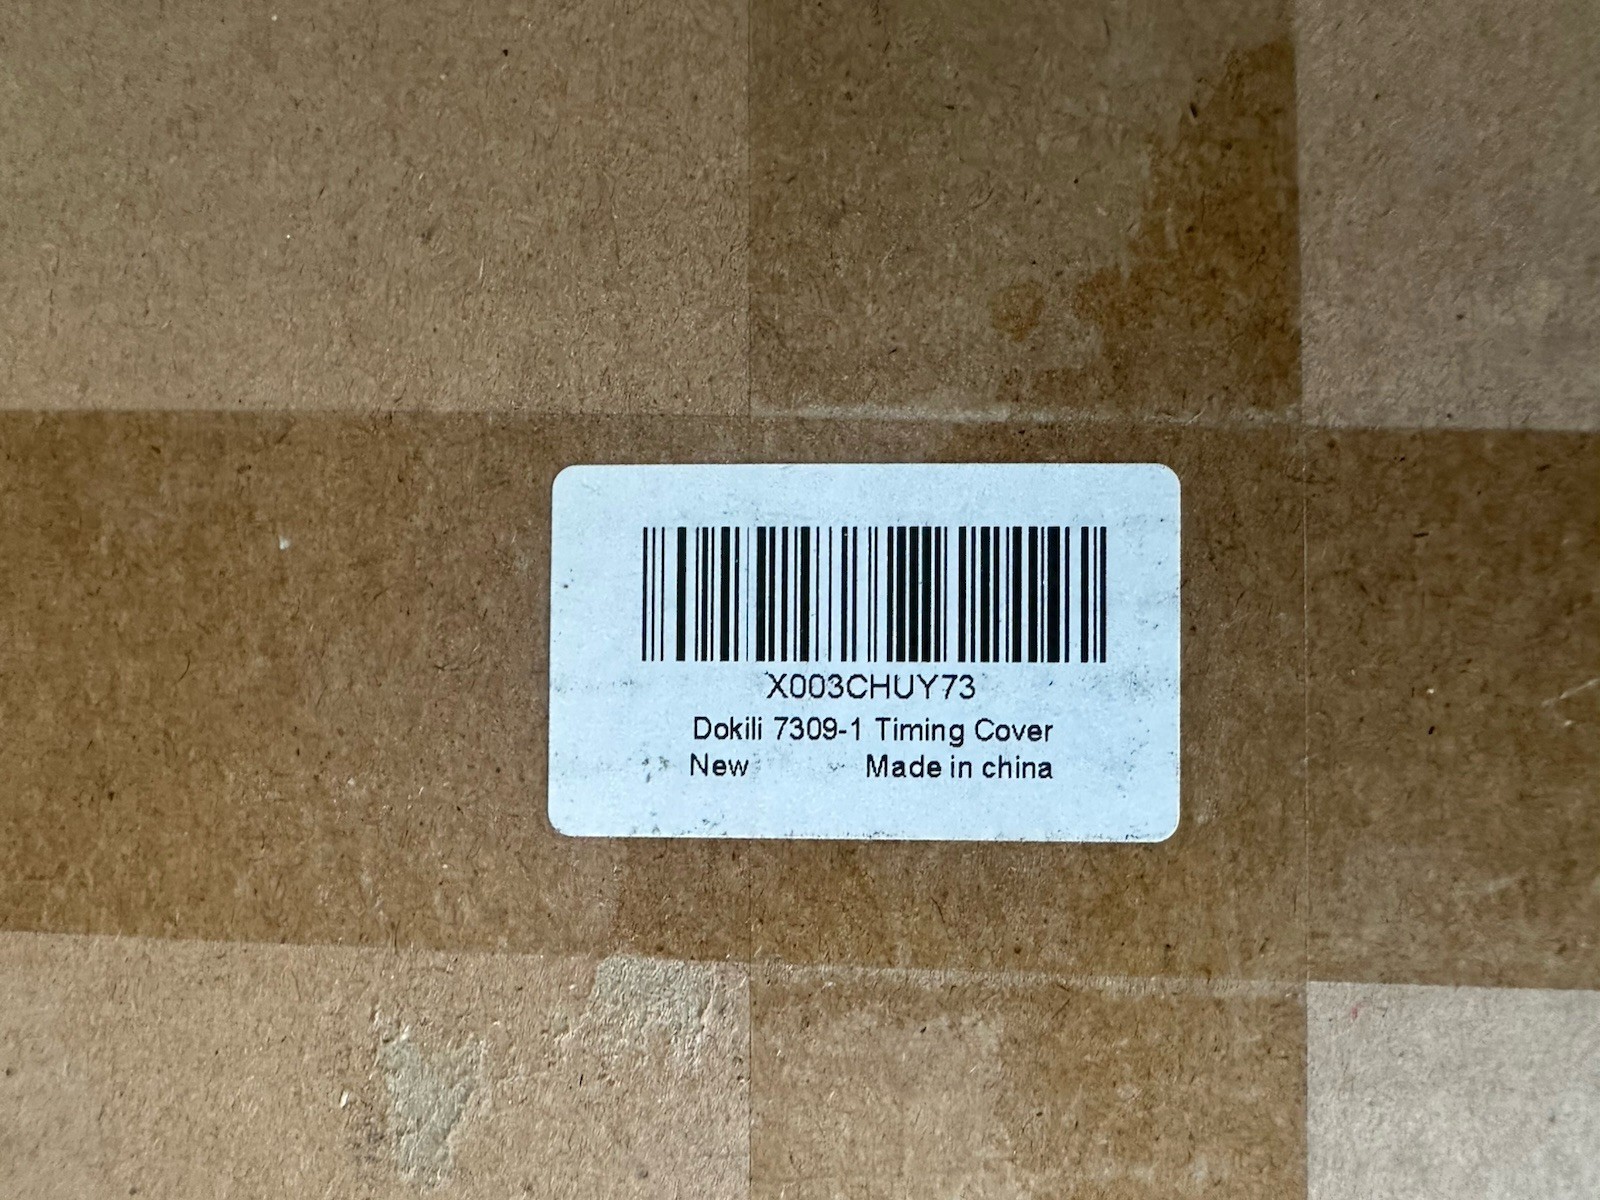 X003CHUY73
Dokili 7309-1 Timing Cover
New Made in china